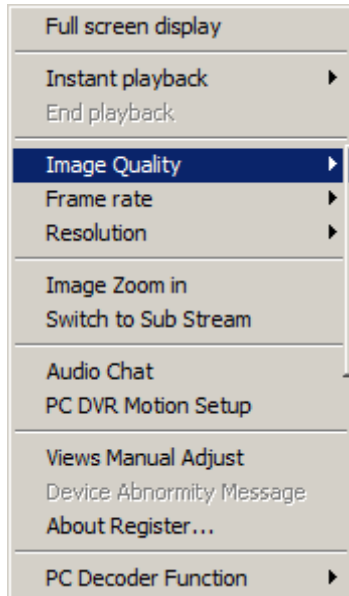 Full screen display
Instant playback
End playback
Image Quality
Frame rate
Resolution
Image Zoom in
Switch to Sub Stream
Audio Chat
PC DVR Motion Setup
Views Manual Adjust
Device Abnormity Message
About Register...
PC Decoder Function